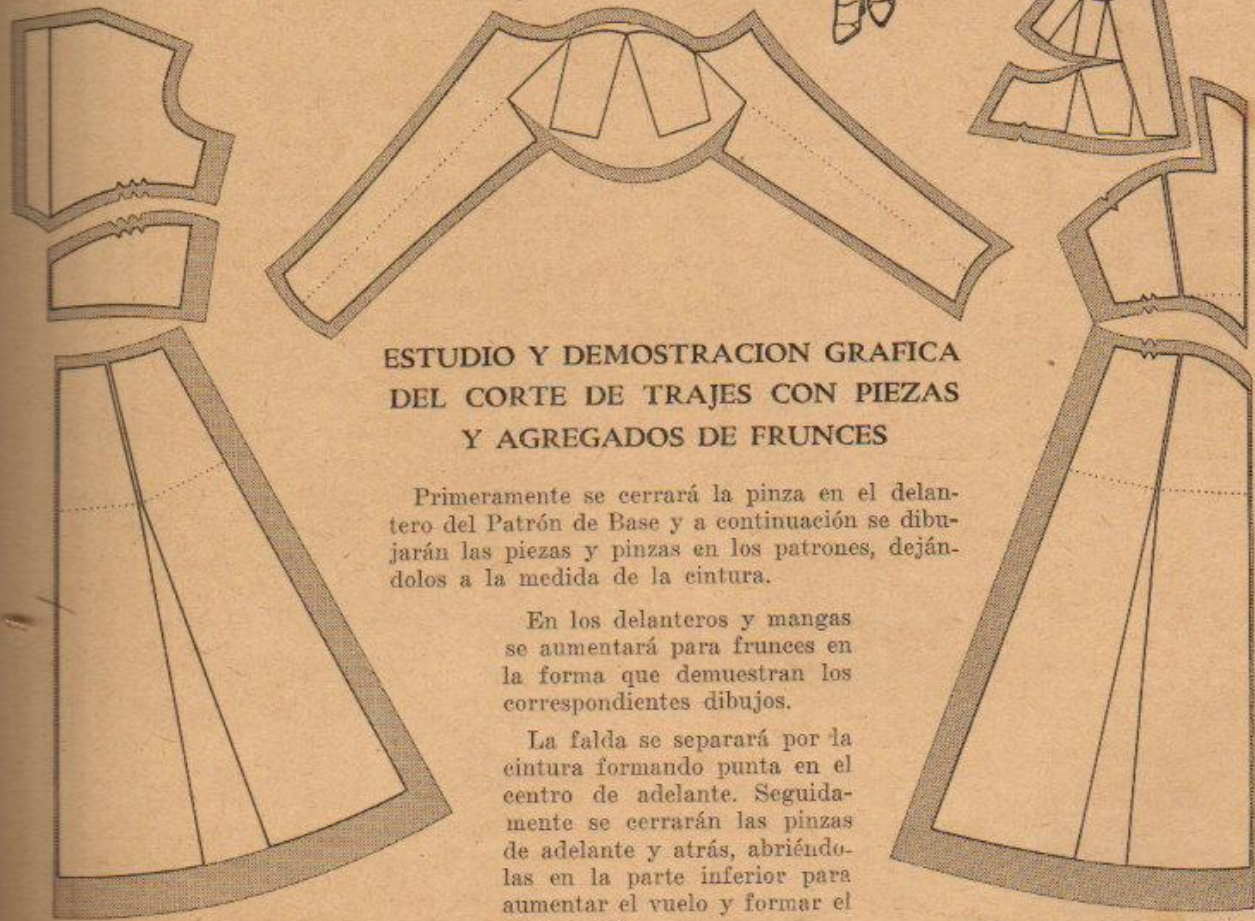 ESTUDIO Y DEMOSTRACION GRAFICA
DEL CORTE DE TRAJES CON PIEZAS
Y AGREGADOS DE FRUNCES
Primeramente se cerrará la pinza en el delan-
tero del Patrón de Base y a continuación se dibu-
jarán las piezas y pinzas en los patrones, deján-
dolos a la medida de la cintura.
En los delanteros y mangas
se aumentará para frunces en
la forma que demuestran los
correspondientes dibujos.
La falda se separará por la
cintura formando punta en el
centro de adelante. Seguida-
mente se cerrarán las pinzas
de adelante y atrás, abriéndo-
las en la parte inferior para
aumentar el vuelo y formar el